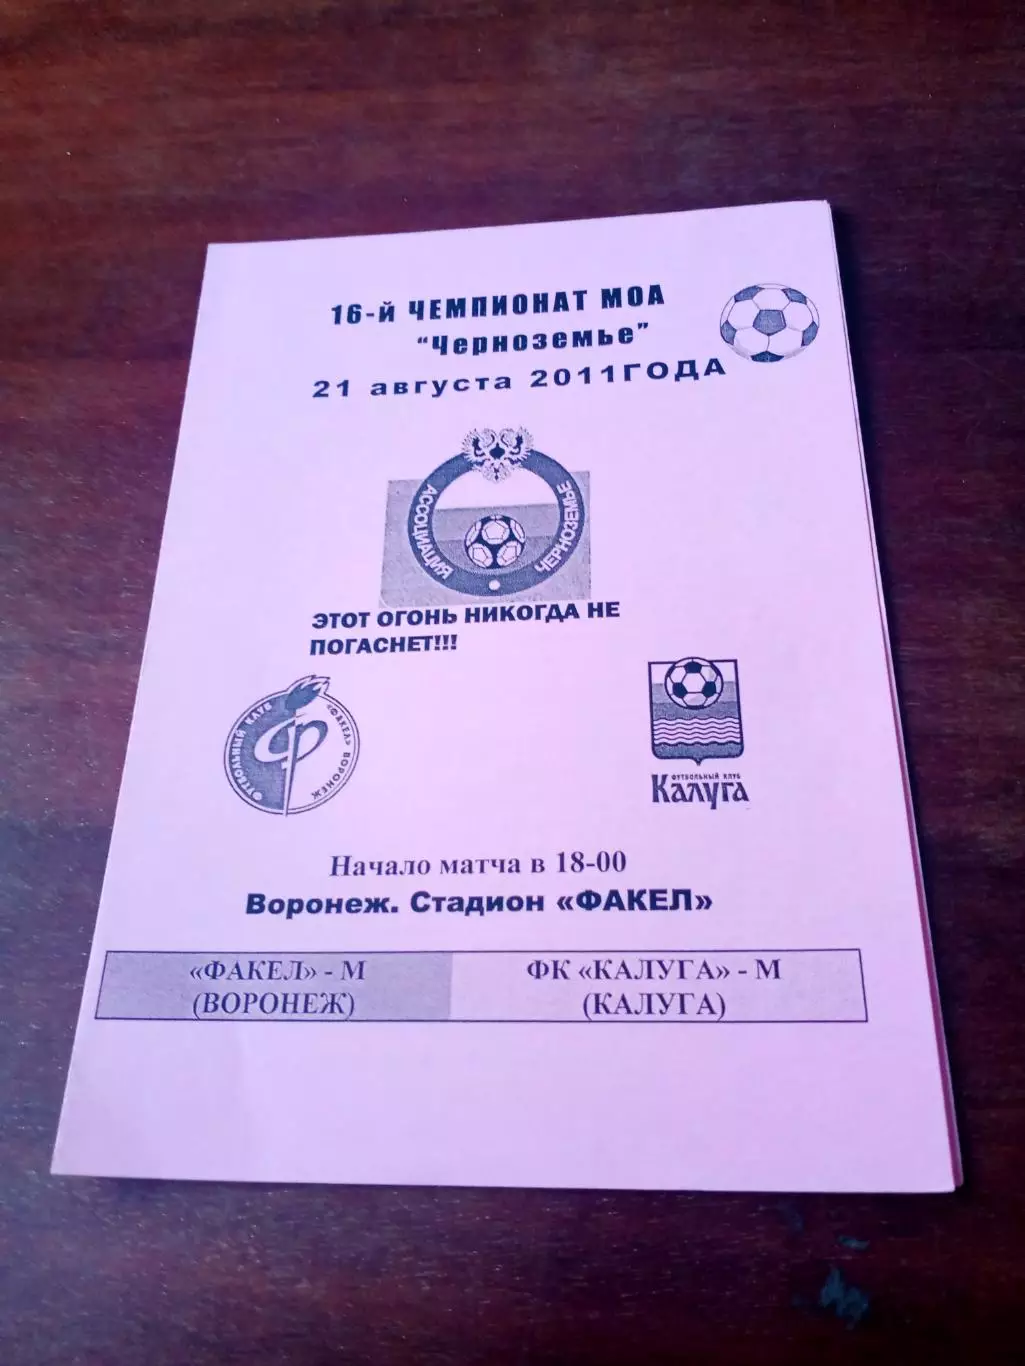 16-й ЧЕМПИОНАТ МОА
"Черноземье"
21 августа 2011ГОДА
АССОЦИАЦИЯ ЧЕРНОЗЕМЬЕ
ЭТОТ ОГОНЬ НИКОГДА НЕ
ПОГАСНЕТ!!!
ФУТБОЛЬНЫЙ КЛУБ «ФАКЕЛ» ВОРОНЕЖ
Ф
ФУТБОЛЬНЫЙ КЛУБ
КАЛУГА
Начало матча в 18-00
Воронеж. Стадион «ФАКЕЛ»
«ФАКЕЛ» - М ФК «КАЛУГА» - М
(ВОРОНЕЖ) (КАЛУГА)